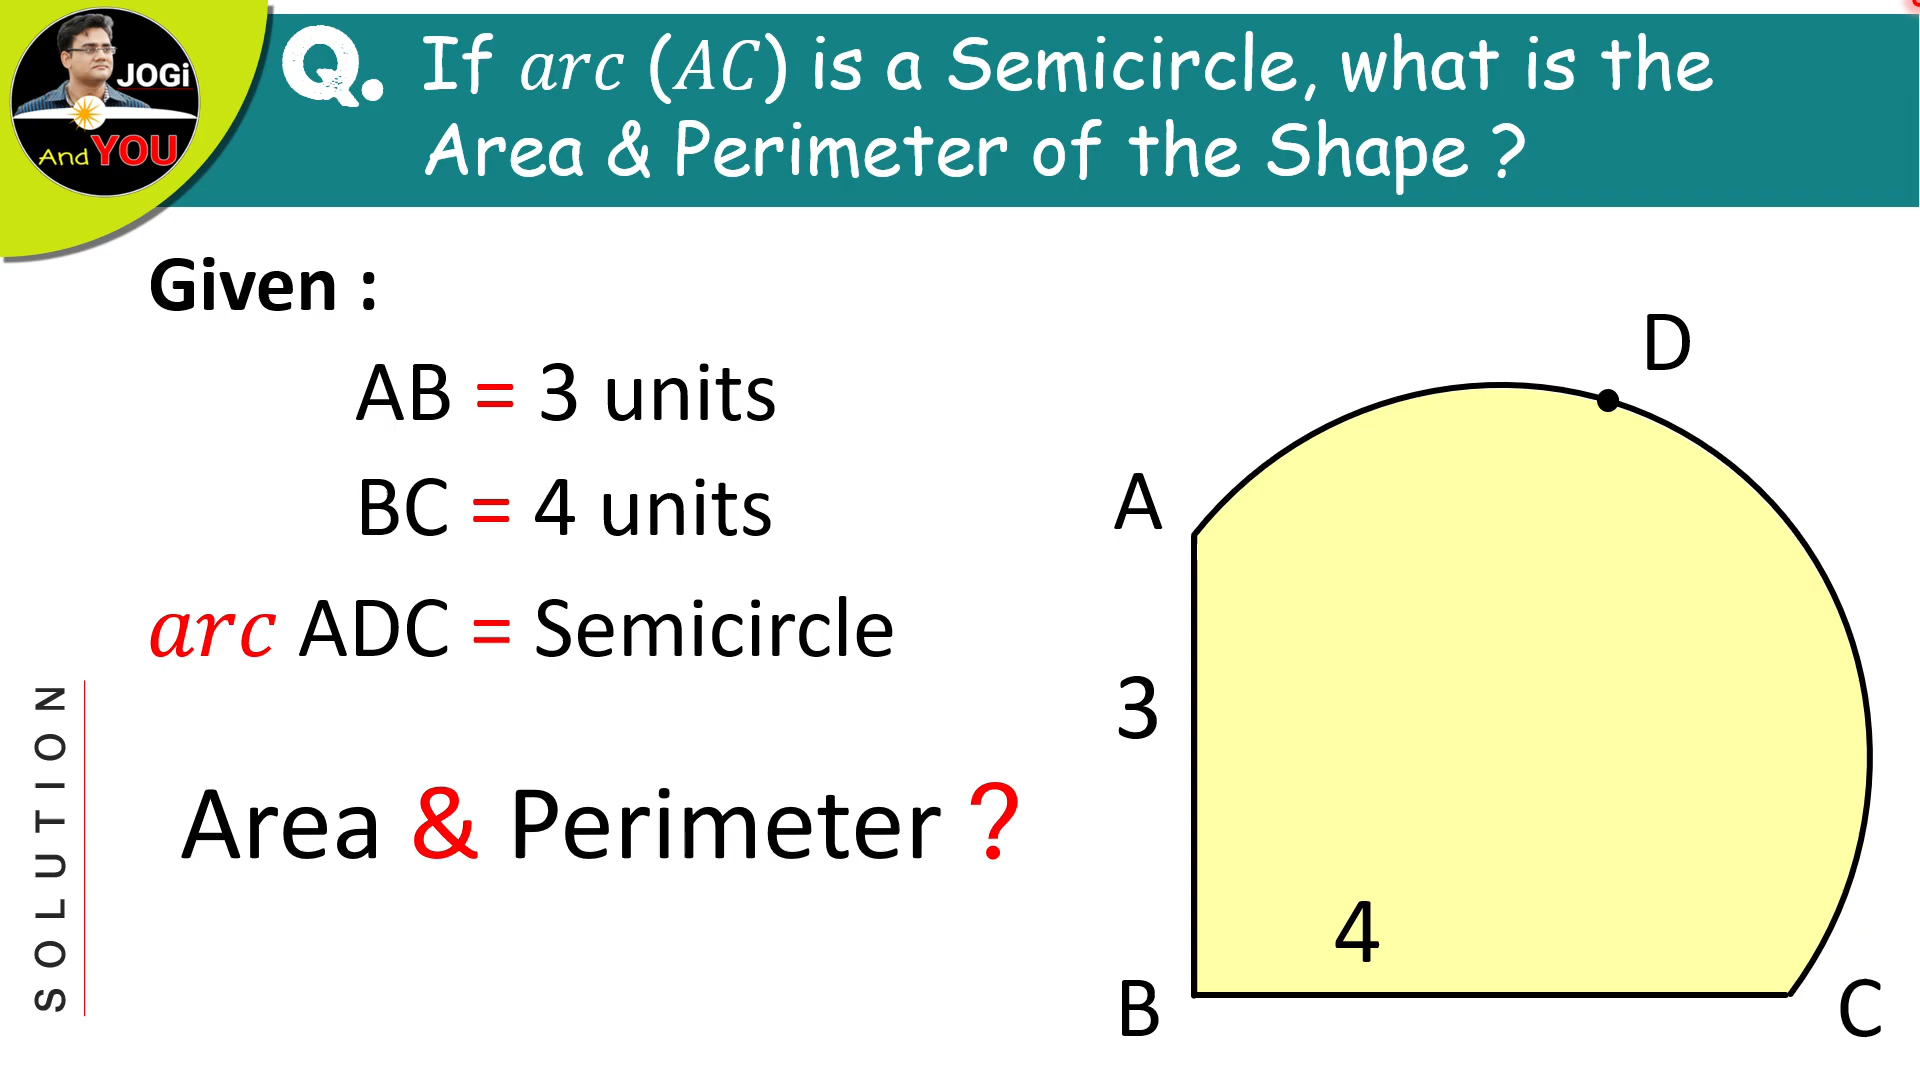 JOGi
And YOU
Q. If arc (AC) is a Semicircle, what is the
Area & Perimeter of the Shape ?
Given :
AB = 3 units
BC = 4 units
arc ADC = Semicircle
Area & Perimeter ?
SOLUTION
D
A
3
4
B
C